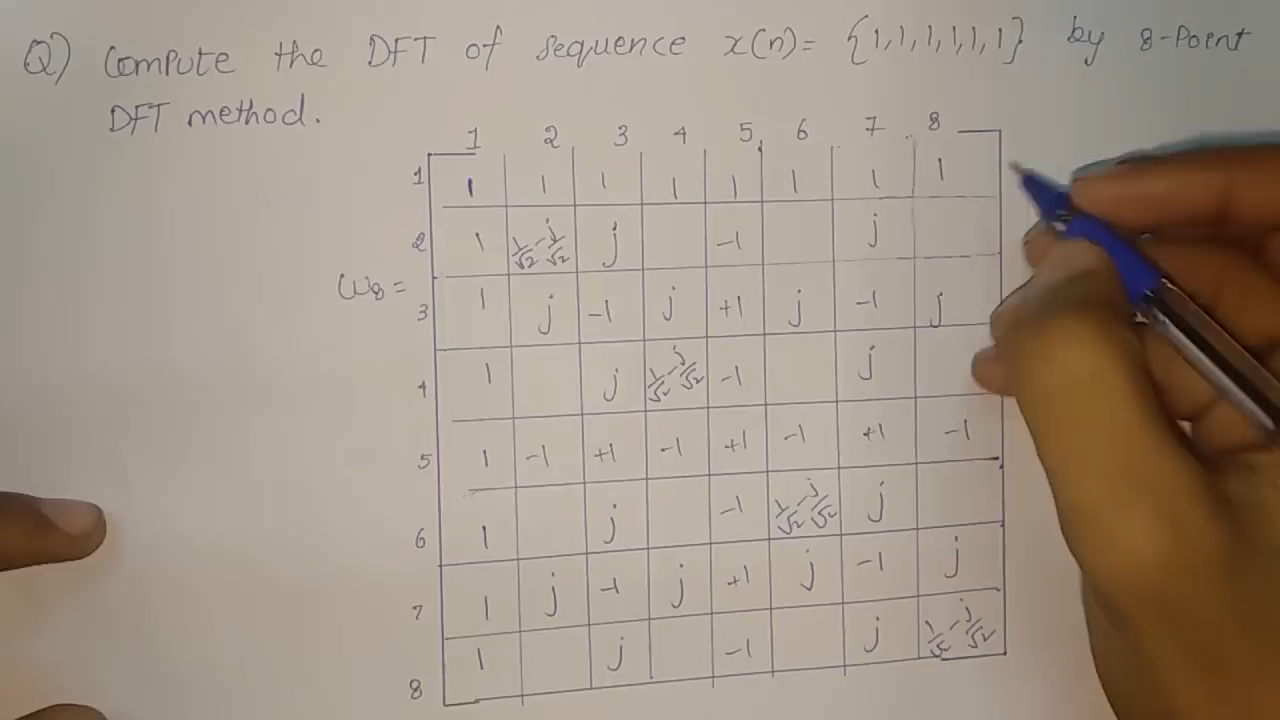 Q) Compute the DFT of sequence x(n)= {1,1,1,1,1,1} by 8-Point
DFT method.
1 2 3 4 5 6 7 8
1 1 1 1 1 1 1 1 1
2 1 1/√2-j/√2 j -1 j
ω8=
3 1 j -1 j +1 j -1 j
4 1 j 1/√2-j/√2 -1 j
5 1 -1 +1 -1 +1 -1 +1 -1
6 1 j -1 1/√2-j/√2 j
7 1 j -1 j +1 j -1 j
8 1 j -1 j 1/√2-j/√2